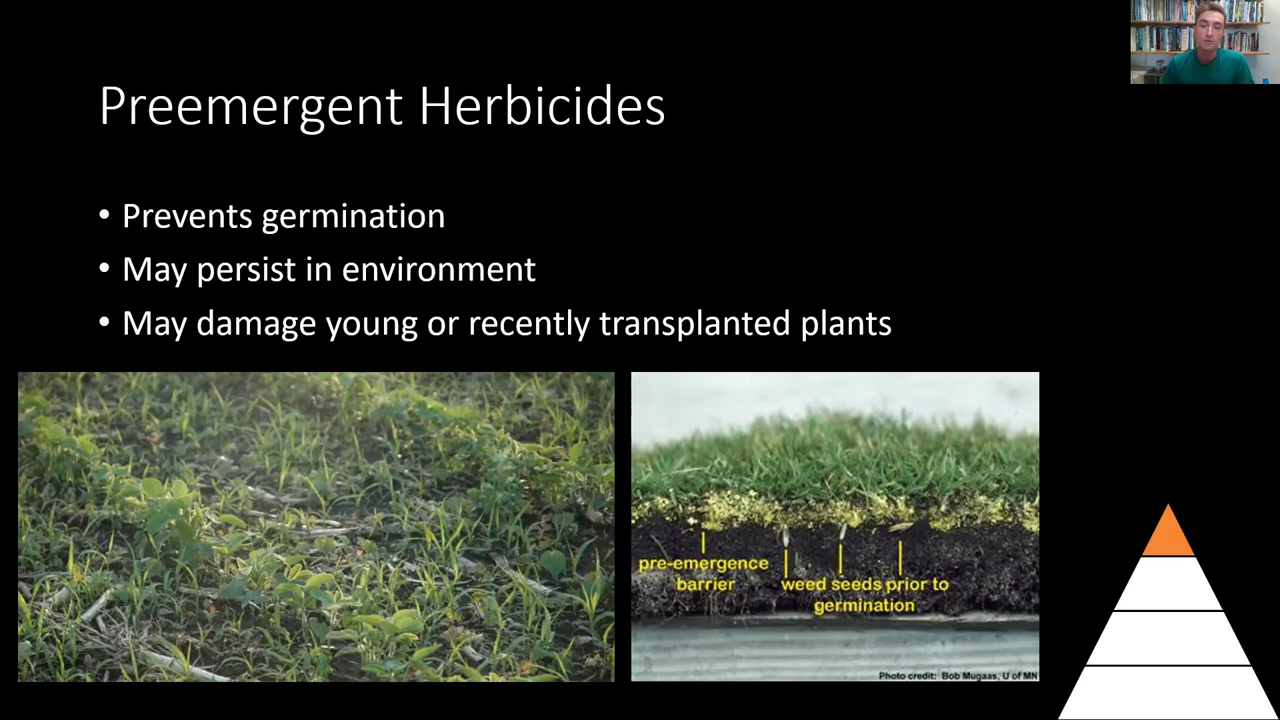 Preemergent Herbicides
• Prevents germination
• May persist in environment
• May damage young or recently transplanted plants
pre-emergence
barrier
weed seeds prior to
germination
Photo credit: Bob Mugaas, U of MN